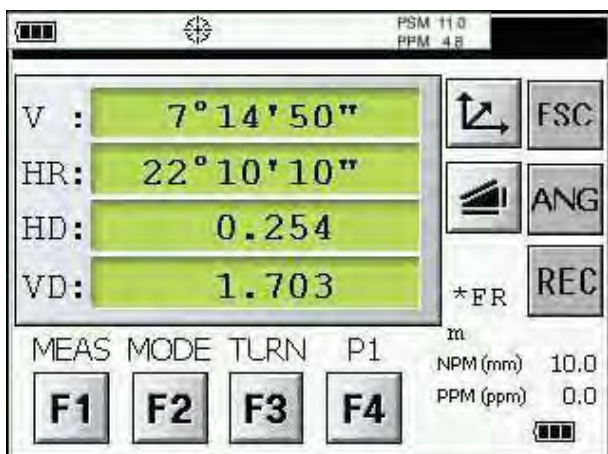 PSM 11.0
PPM 4.8
V : 7°14'50"
HR: 22°10'10"
HD: 0.254
VD: 1.703
FSC
ANG
REC
*FR
m
NPM (mm) 10.0
PPM (ppm) 0.0
MEAS MODE TURN P1
F1 F2 F3 F4